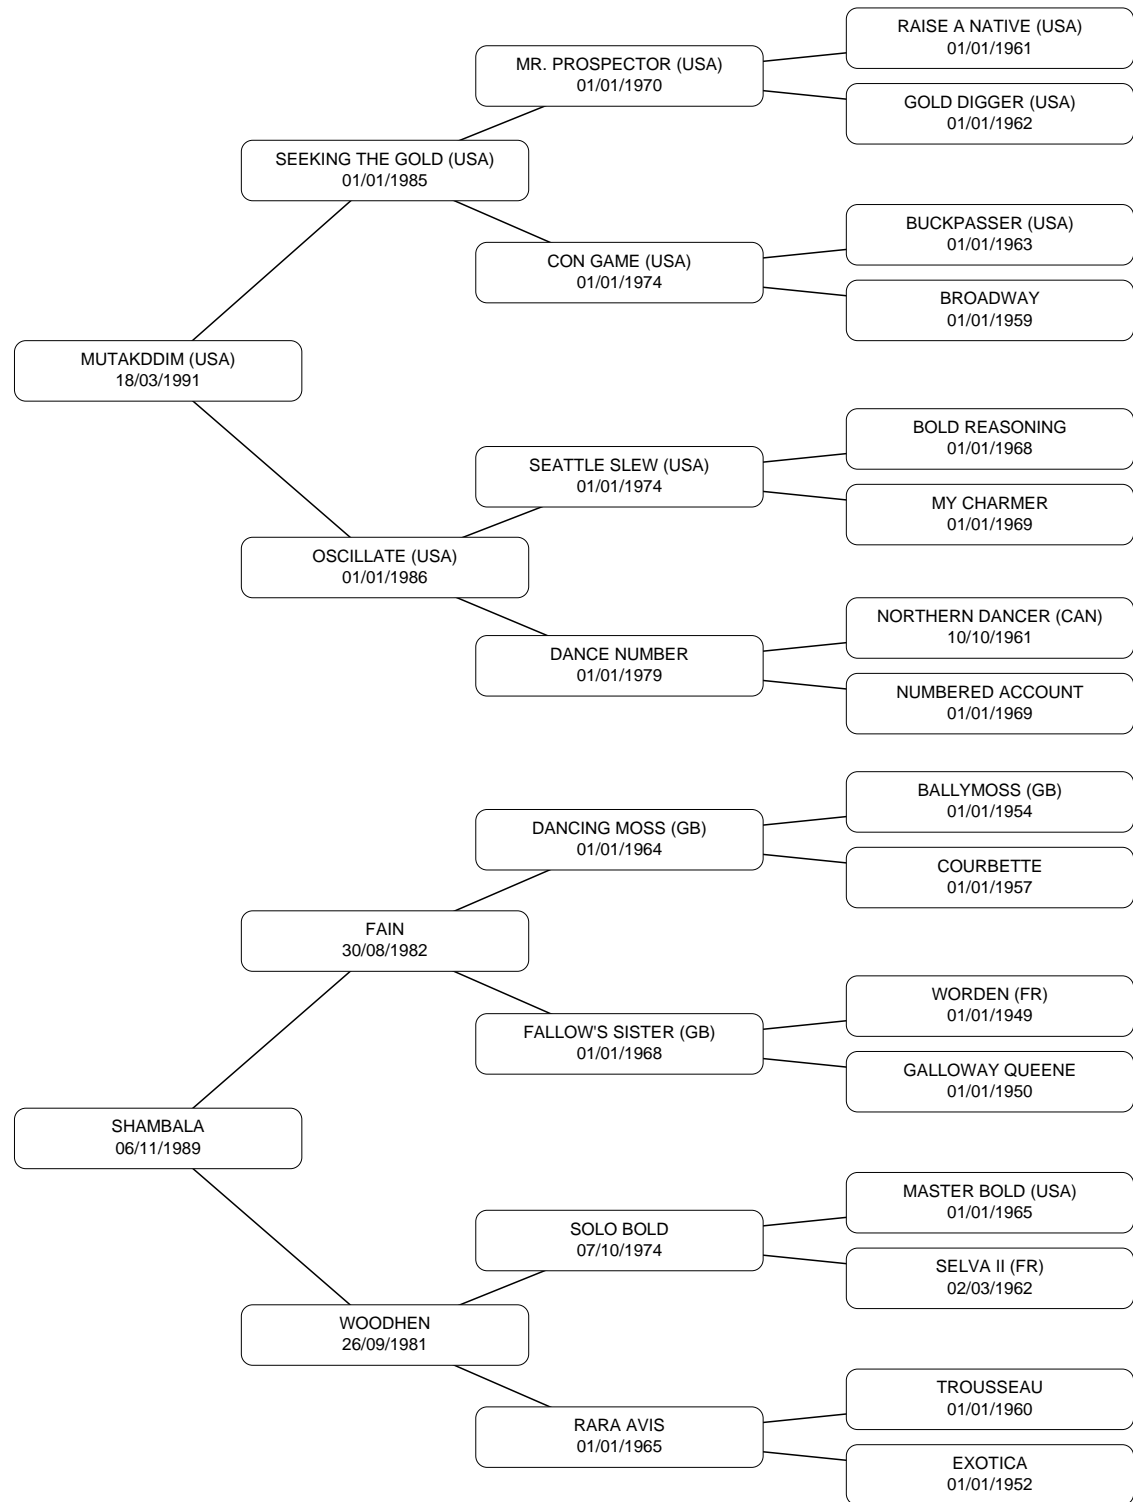 RAISE A NATIVE (USA)
01/01/1961
MR. PROSPECTOR (USA)
01/01/1970
GOLD DIGGER (USA)
01/01/1962
SEEKING THE GOLD (USA)
01/01/1985
BUCKPASSER (USA)
01/01/1963
CON GAME (USA)
01/01/1974
BROADWAY
01/01/1959
MUTAKDDIM (USA)
18/03/1991
BOLD REASONING
01/01/1968
SEATTLE SLEW (USA)
01/01/1974
MY CHARMER
01/01/1969
OSCILLATE (USA)
01/01/1986
NORTHERN DANCER (CAN)
10/10/1961
DANCE NUMBER
01/01/1979
NUMBERED ACCOUNT
01/01/1969
BALLYMOSS (GB)
01/01/1954
DANCING MOSS (GB)
01/01/1964
COURBETTE
01/01/1957
FAIN
30/08/1982
WORDEN (FR)
01/01/1949
FALLOW'S SISTER (GB)
01/01/1968
GALLOWAY QUEENE
01/01/1950
SHAMBALA
06/11/1989
MASTER BOLD (USA)
01/01/1965
SOLO BOLD
07/10/1974
SELVA II (FR)
02/03/1962
WOODHEN
26/09/1981
TROUSSEAU
01/01/1960
RARA AVIS
01/01/1965
EXOTICA
01/01/1952